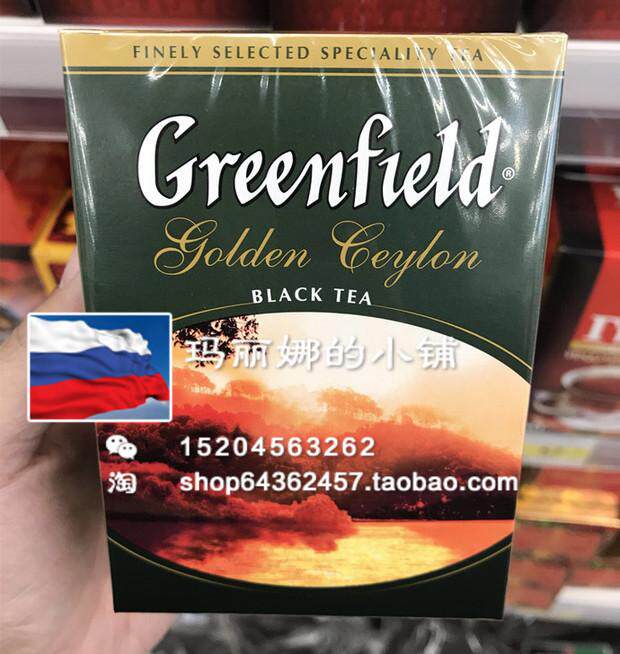 FINELY SELECTED SPECIALITY TEA
Greenfield®
Golden Ceylon
BLACK TEA
玛丽娜的小铺
15204563262
淘 shop64362457.taobao.com